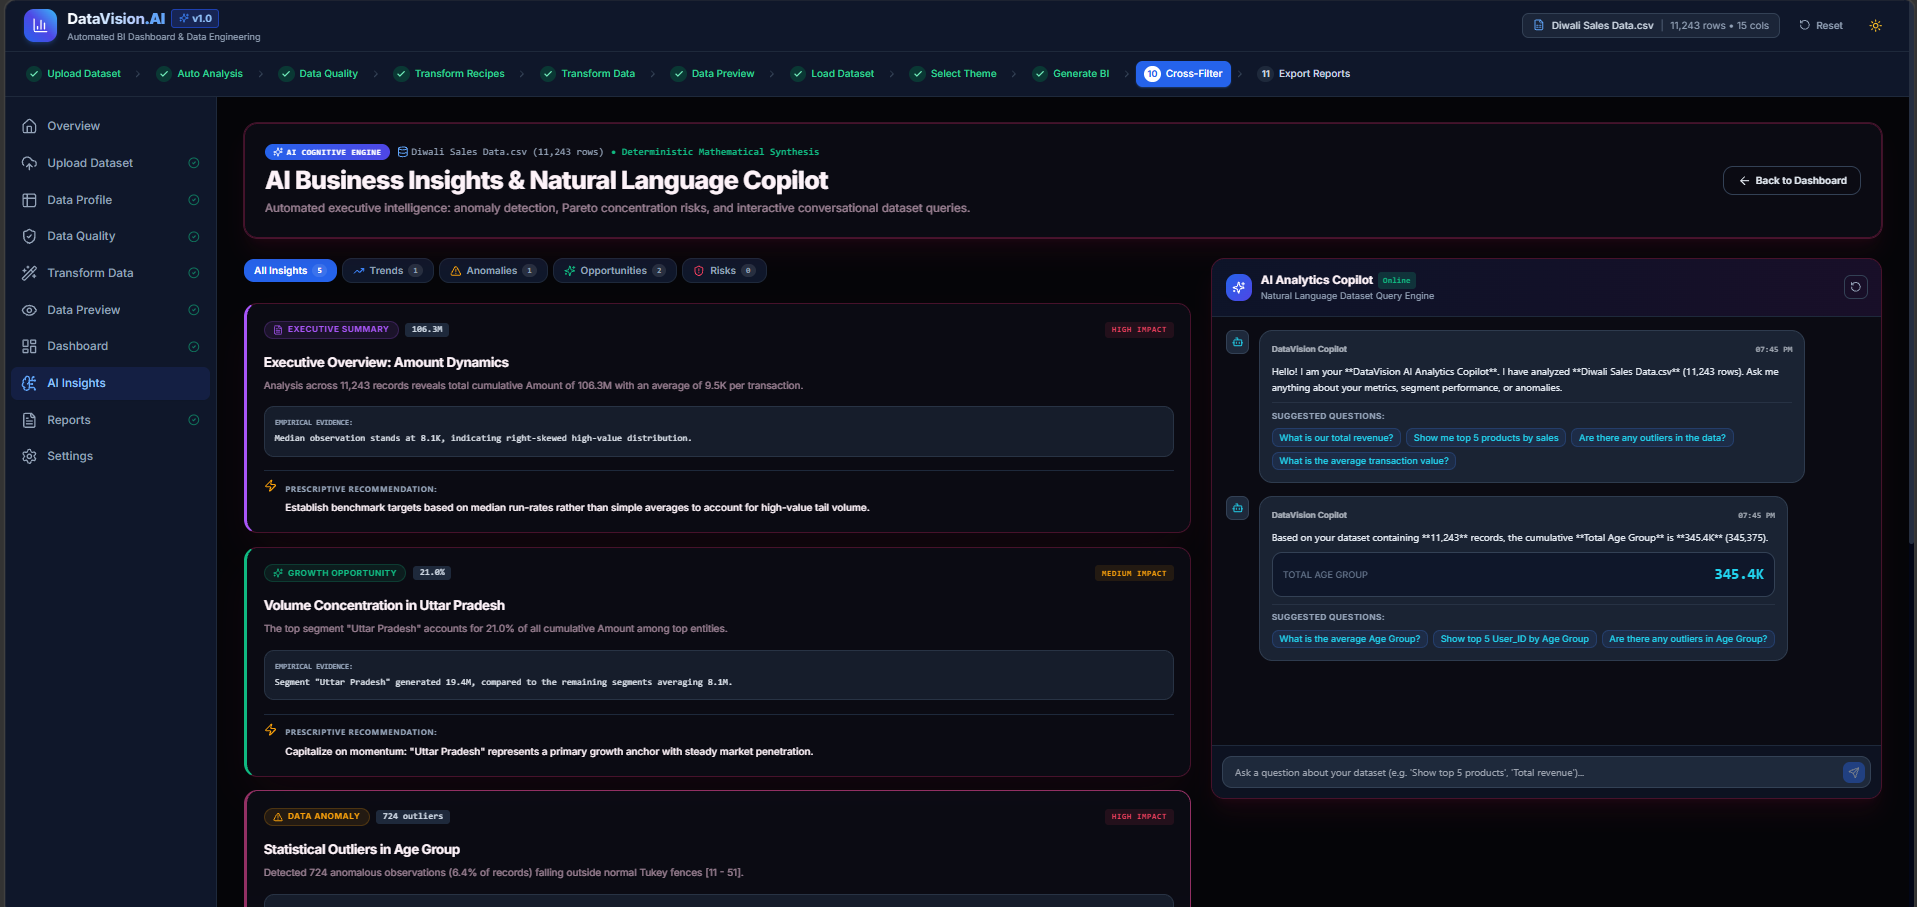 DataVision.AI v1.0
Automated BI Dashboard & Data Engineering
Diwali Sales Data.csv | 11,243 rows • 15 cols
Reset
Upload Dataset
Auto Analysis
Data Quality
Transform Recipes
Transform Data
Data Preview
Load Dataset
Select Theme
Generate BI
10 Cross-Filter
11 Export Reports
Overview
Upload Dataset
Data Profile
Data Quality
Transform Data
Data Preview
Dashboard
AI Insights
Reports
Settings
AI COGNITIVE ENGINE Diwali Sales Data.csv (11,243 rows) • Deterministic Mathematical Synthesis
AI Business Insights & Natural Language Copilot
Automated executive intelligence: anomaly detection, Pareto concentration risks, and interactive conversational dataset queries.
← Back to Dashboard
All Insights 5
Trends 1
Anomalies 1
Opportunities 2
Risks 0
EXECUTIVE SUMMARY 106.3M
HIGH IMPACT
Executive Overview: Amount Dynamics
Analysis across 11,243 records reveals total cumulative Amount of 106.3M with an average of 9.5K per transaction.
EMPIRICAL EVIDENCE:
Median observation stands at 8.1K, indicating right-skewed high-value distribution.
PRESCRIPTIVE RECOMMENDATION:
Establish benchmark targets based on median run-rates rather than simple averages to account for high-value tail volume.
GROWTH OPPORTUNITY 21.0%
MEDIUM IMPACT
Volume Concentration in Uttar Pradesh
The top segment "Uttar Pradesh" accounts for 21.0% of all cumulative Amount among top entities.
EMPIRICAL EVIDENCE:
Segment "Uttar Pradesh" generated 19.4M, compared to the remaining segments averaging 8.1M.
PRESCRIPTIVE RECOMMENDATION:
Capitalize on momentum: "Uttar Pradesh" represents a primary growth anchor with steady market penetration.
DATA ANOMALY 724 outliers
HIGH IMPACT
Statistical Outliers in Age Group
Detected 724 anomalous observations (6.4% of records) falling outside normal Tukey fences [11 - 51].
AI Analytics Copilot Online
Natural Language Dataset Query Engine
DataVision Copilot 07:45 PM
Hello! I am your **DataVision AI Analytics Copilot**. I have analyzed **Diwali Sales Data.csv** (11,243 rows). Ask me
anything about your metrics, segment performance, or anomalies.
SUGGESTED QUESTIONS:
What is our total revenue?
Show me top 5 products by sales
Are there any outliers in the data?
What is the average transaction value?
DataVision Copilot 07:45 PM
Based on your dataset containing **11,243** records, the cumulative **Total Age Group** is **345.4K** (345,375).
TOTAL AGE GROUP 345.4K
SUGGESTED QUESTIONS:
What is the average Age Group?
Show top 5 User_ID by Age Group
Are there any outliers in Age Group?
Ask a question about your dataset (e.g. 'Show top 5 products', 'Total revenue')...